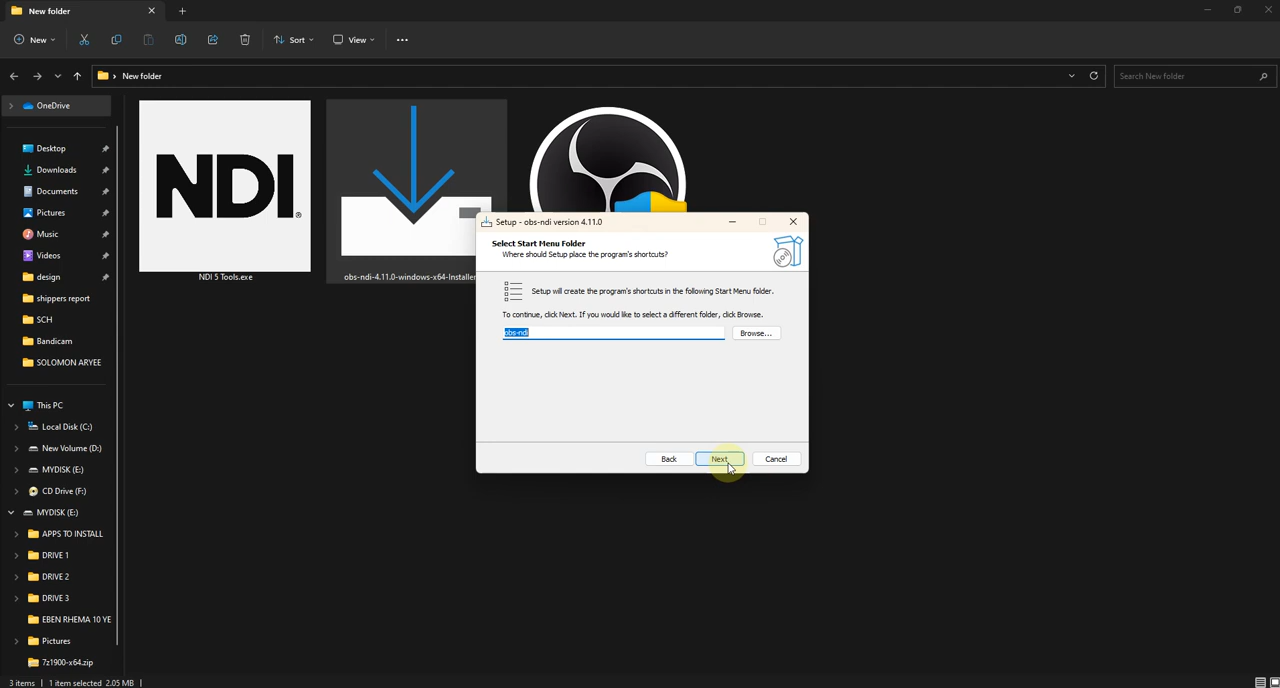 New folder
New
Sort
View
New folder
Search New folder
OneDrive
Desktop
Downloads
Documents
Pictures
Music
Videos
design
shippers report
SCH
Bandicam
SOLOMON ARYEE
This PC
Local Disk (C:)
New Volume (D:)
MYDISK (E:)
CD Drive (F:)
MYDISK (E:)
APPS TO INSTALL
DRIVE 1
DRIVE 2
DRIVE 3
EBEN RHEMA 10 YE
Pictures
7z1900-x64.zip
NDI®
NDI 5 Tools.exe
obs-ndi-4.11.0-windows-x64-Installer
Setup - obs-ndi version 4.11.0
Select Start Menu Folder
Where should Setup place the program's shortcuts?
Setup will create the program's shortcuts in the following Start Menu folder.
To continue, click Next. If you would like to select a different folder, click Browse.
obs-ndi
Browse...
Back
Next
Cancel
3 items
1 item selected 2.05 MB